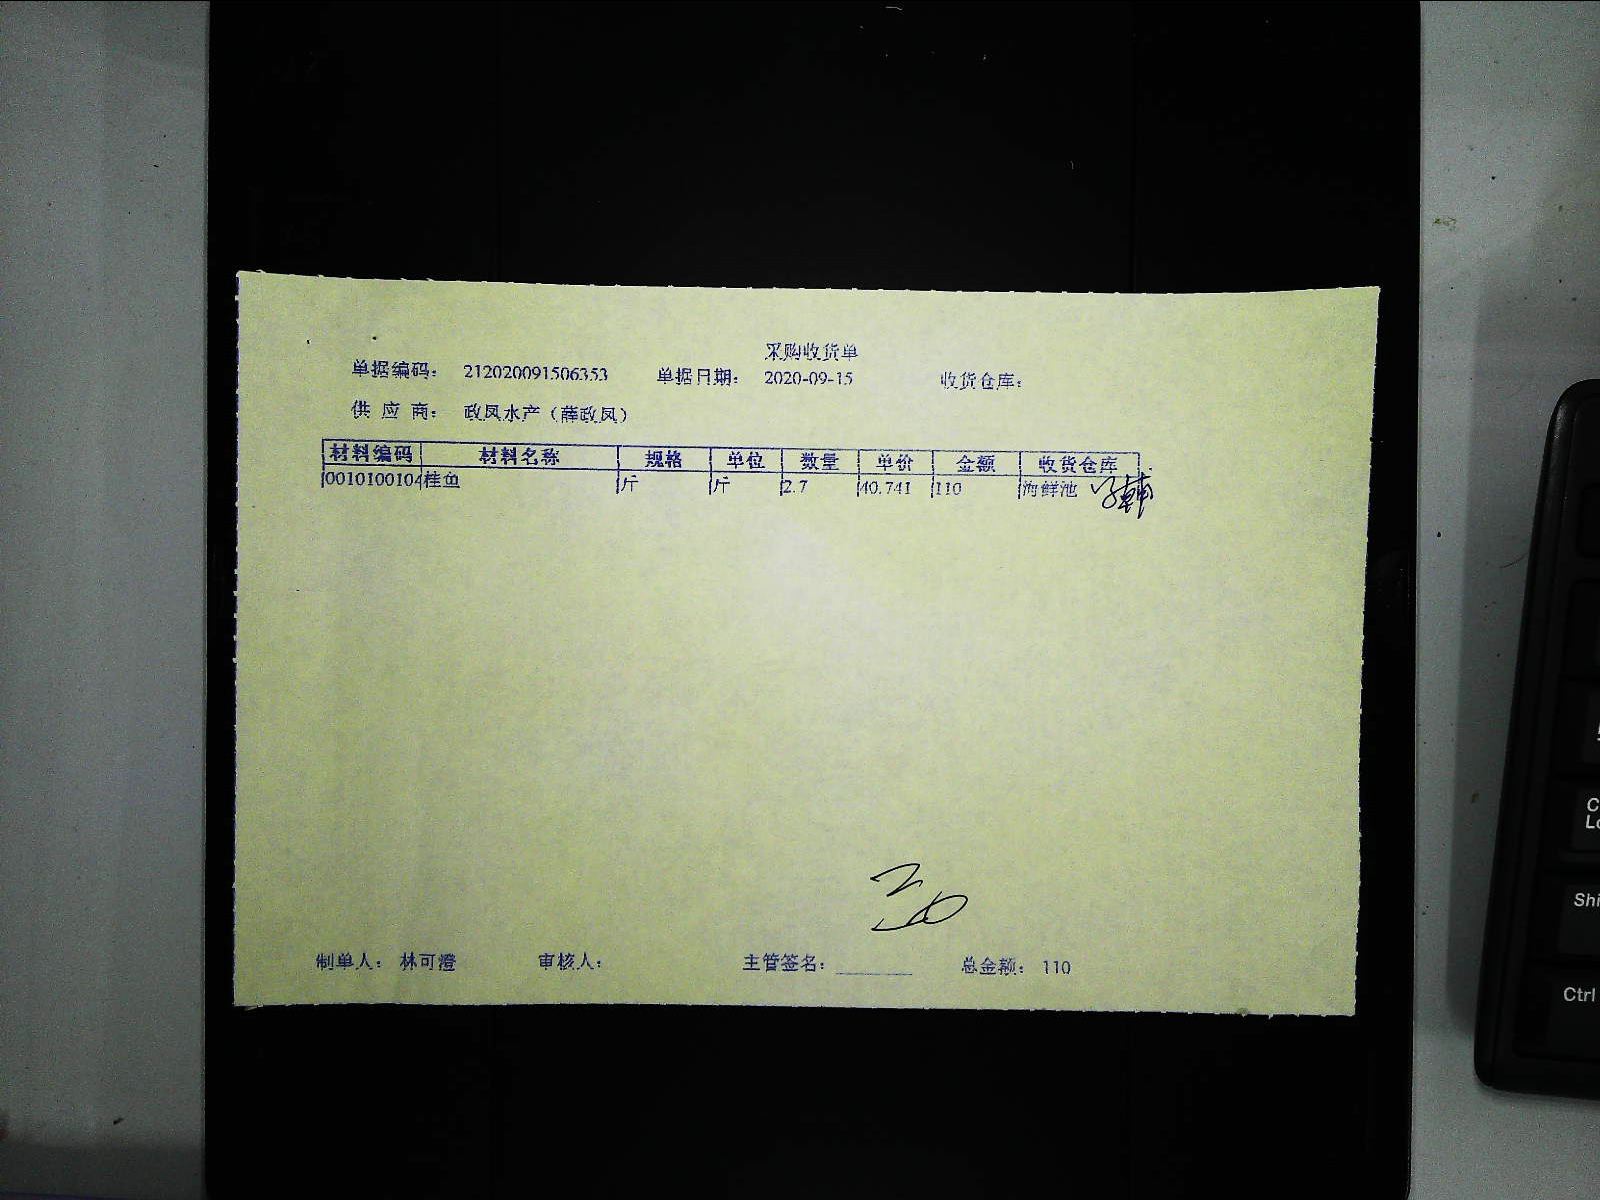 采购收货单
单据编码： 212020091506353 单据日期： 2020-09-15 收货仓库：
供应商： 政凤水产（薛政凤）
材料编码 材料名称 规格 单位 数量 单价 金额 收货仓库
0010100104 桂鱼 斤 斤 2.7 40.741 110 海鲜池
制单人： 林可澄 审核人： 主管签名： 总金额： 110
Ctrl